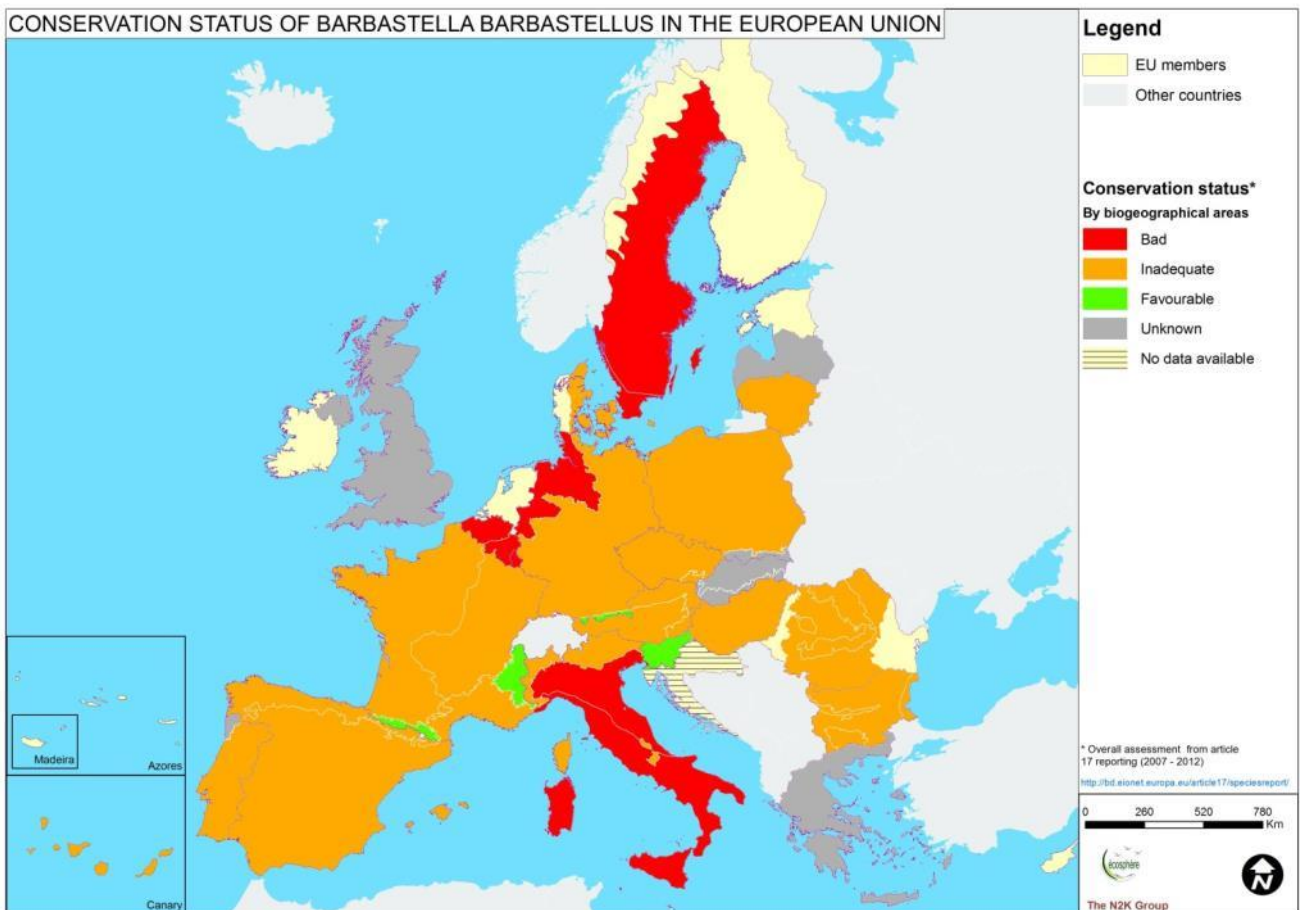 CONSERVATION STATUS OF BARBASTELLA BARBASTELLUS IN THE EUROPEAN UNION
Legend
EU members
Other countries
Conservation status*
By biogeographical areas
Bad
Inadequate
Favourable
Unknown
No data available
Madeira
Azores
Canary
* Overall assessment from article
17 reporting (2007 - 2012)
http://bd.eionet.europa.eu/article17/speciesreport/
0 260 520 780
Km
écosphère
N
The N2K Group